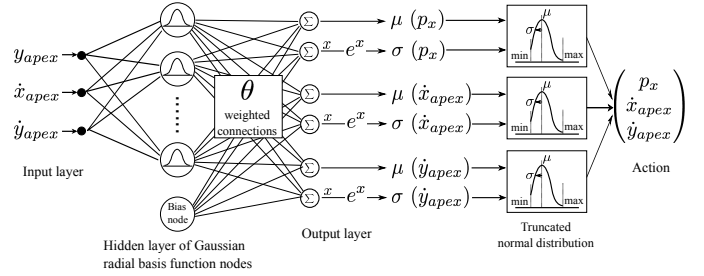 y_apex
ẋ_apex
ẏ_apex
Input layer
Bias
node
Hidden layer of Gaussian
radial basis function nodes
θ
weighted
connections
Σ
Σ x e^x
Σ
Σ x e^x
Σ
Σ x e^x
Output layer
μ (p_x)
σ (p_x)
μ (ẋ_apex)
σ (ẋ_apex)
μ (ẏ_apex)
σ (ẏ_apex)
μ
σ
min max
μ
σ
min max
μ
σ
min max
Truncated
normal distribution
p_x
ẋ_apex
ẏ_apex
Action